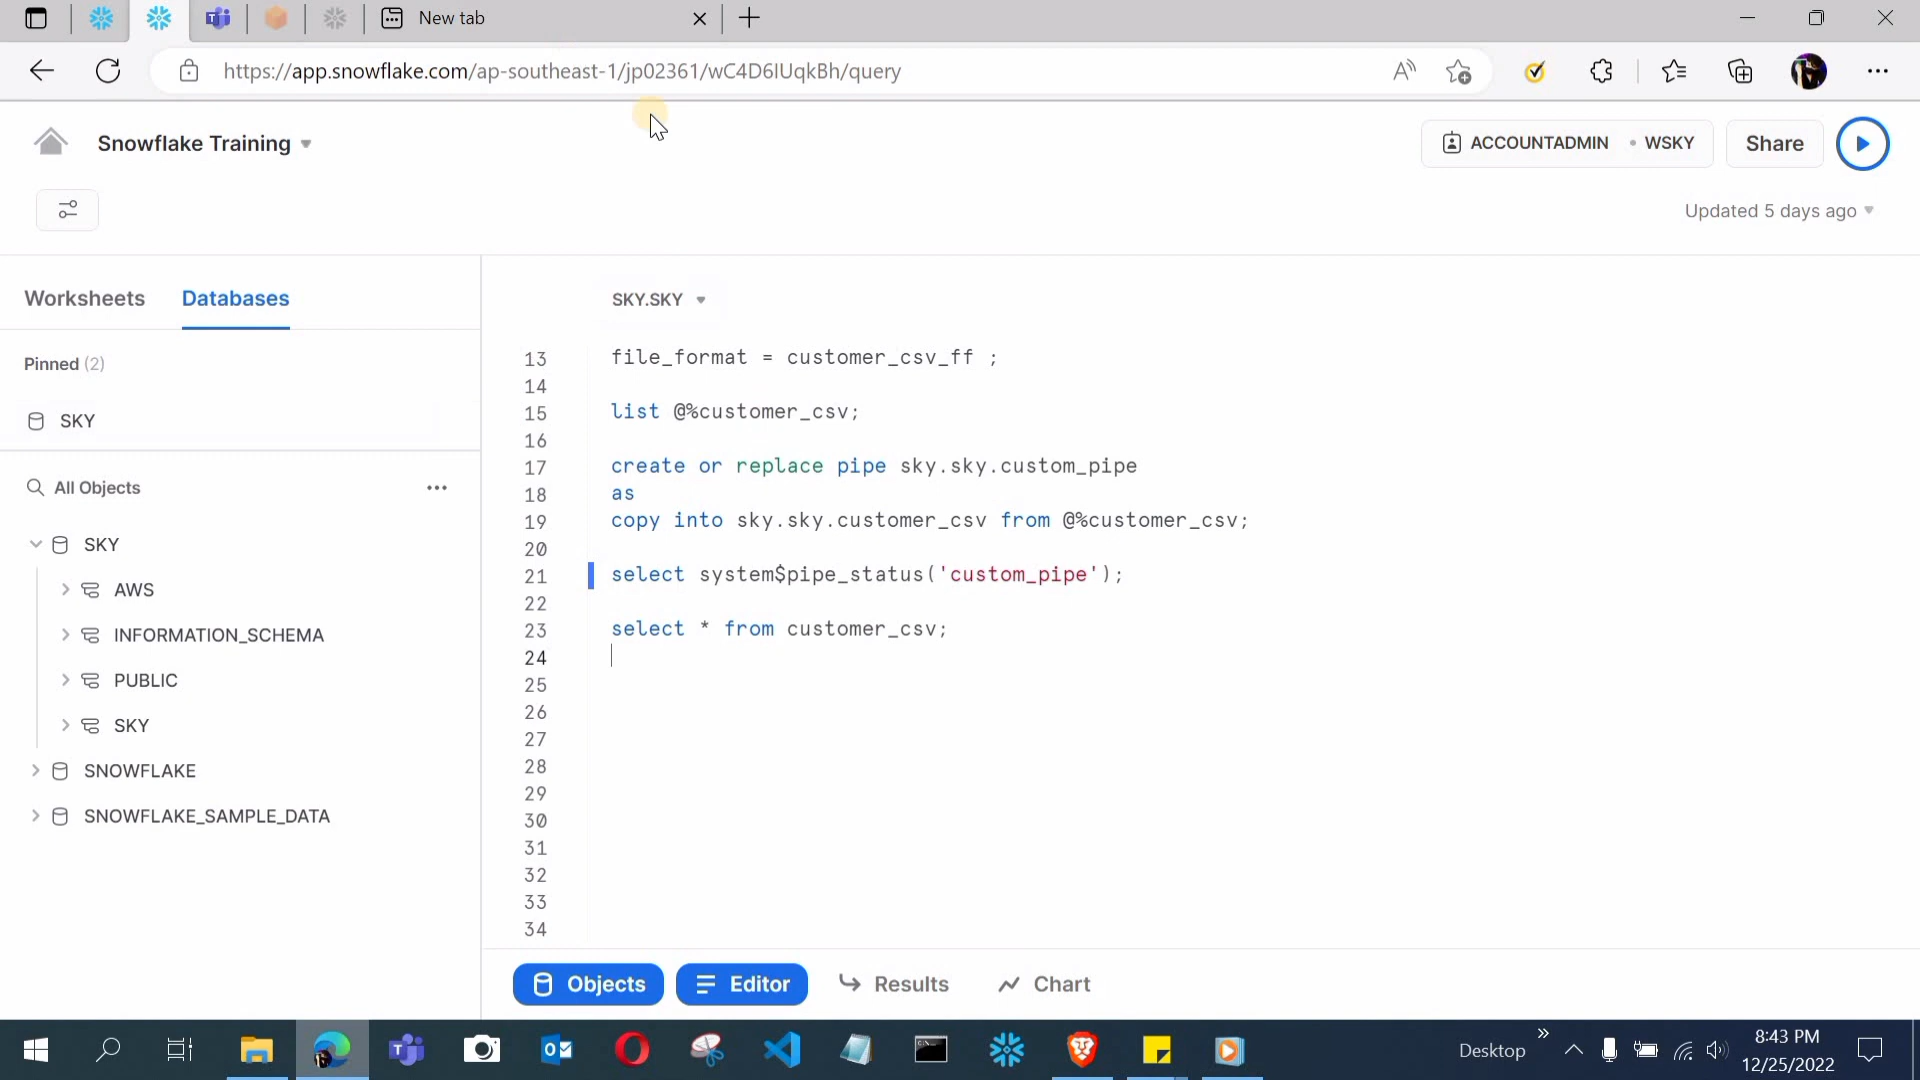 New tab
https://app.snowflake.com/ap-southeast-1/jp02361/wC4D6IUqkBh/query
Snowflake Training
ACCOUNTADMIN • WSKY
Share
Updated 5 days ago
Worksheets
Databases
Pinned (2)
SKY
All Objects
SKY
AWS
INFORMATION_SCHEMA
PUBLIC
SKY
SNOWFLAKE
SNOWFLAKE_SAMPLE_DATA
SKY.SKY
13 file_format = customer_csv_ff ;
14
15 list @%customer_csv;
16
17 create or replace pipe sky.sky.custom_pipe
18 as
19 copy into sky.sky.customer_csv from @%customer_csv;
20
21 select system$pipe_status('custom_pipe');
22
23 select * from customer_csv;
24
25
26
27
28
29
30
31
32
33
34
Objects
Editor
Results
Chart
Desktop
8:43 PM
12/25/2022